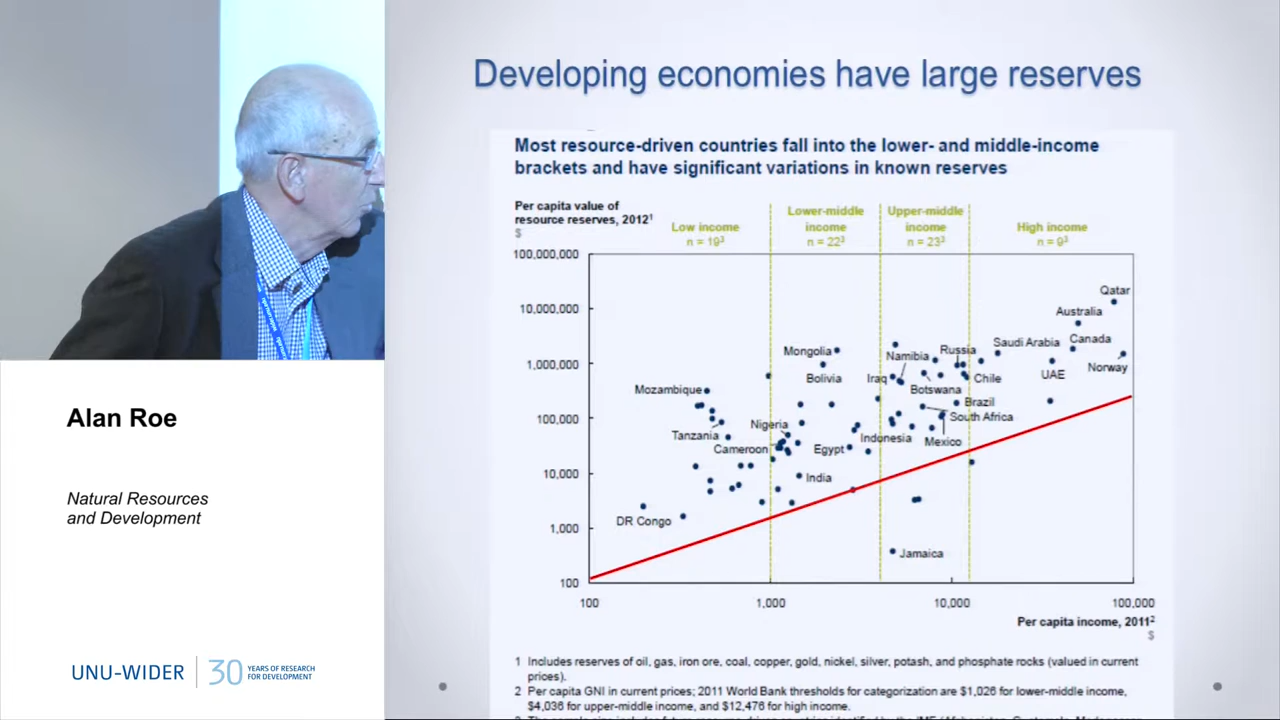 Developing economies have large reserves
Most resource-driven countries fall into the lower- and middle-income
brackets and have significant variations in known reserves
Per capita value of
resource reserves, 2012¹
$
Low income
n = 19³
Lower-middle
income
n = 22³
Upper-middle
income
n = 23³
High income
n = 9³
100,000,000
10,000,000
1,000,000
100,000
10,000
1,000
100
Qatar
Australia
Saudi Arabia
Canada
Norway
UAE
Mongolia
Bolivia
Namibia
Russia
Iraq
Chile
Botswana
Brazil
South Africa
Mozambique
Tanzania
Nigeria
Cameroon
Egypt
Indonesia
Mexico
India
DR Congo
Jamaica
100
1,000
10,000
100,000
Per capita income, 2011²
$
1 Includes reserves of oil, gas, iron ore, coal, copper, gold, nickel, silver, potash, and phosphate rocks (valued in current
prices).
2 Per capita GNI in current prices; 2011 World Bank thresholds for categorization are $1,026 for lower-middle income,
$4,036 for upper-middle income, and $12,476 for high income.
Alan Roe
Natural Resources
and Development
UNU-WIDER
30 YEARS OF RESEARCH
FOR DEVELOPMENT